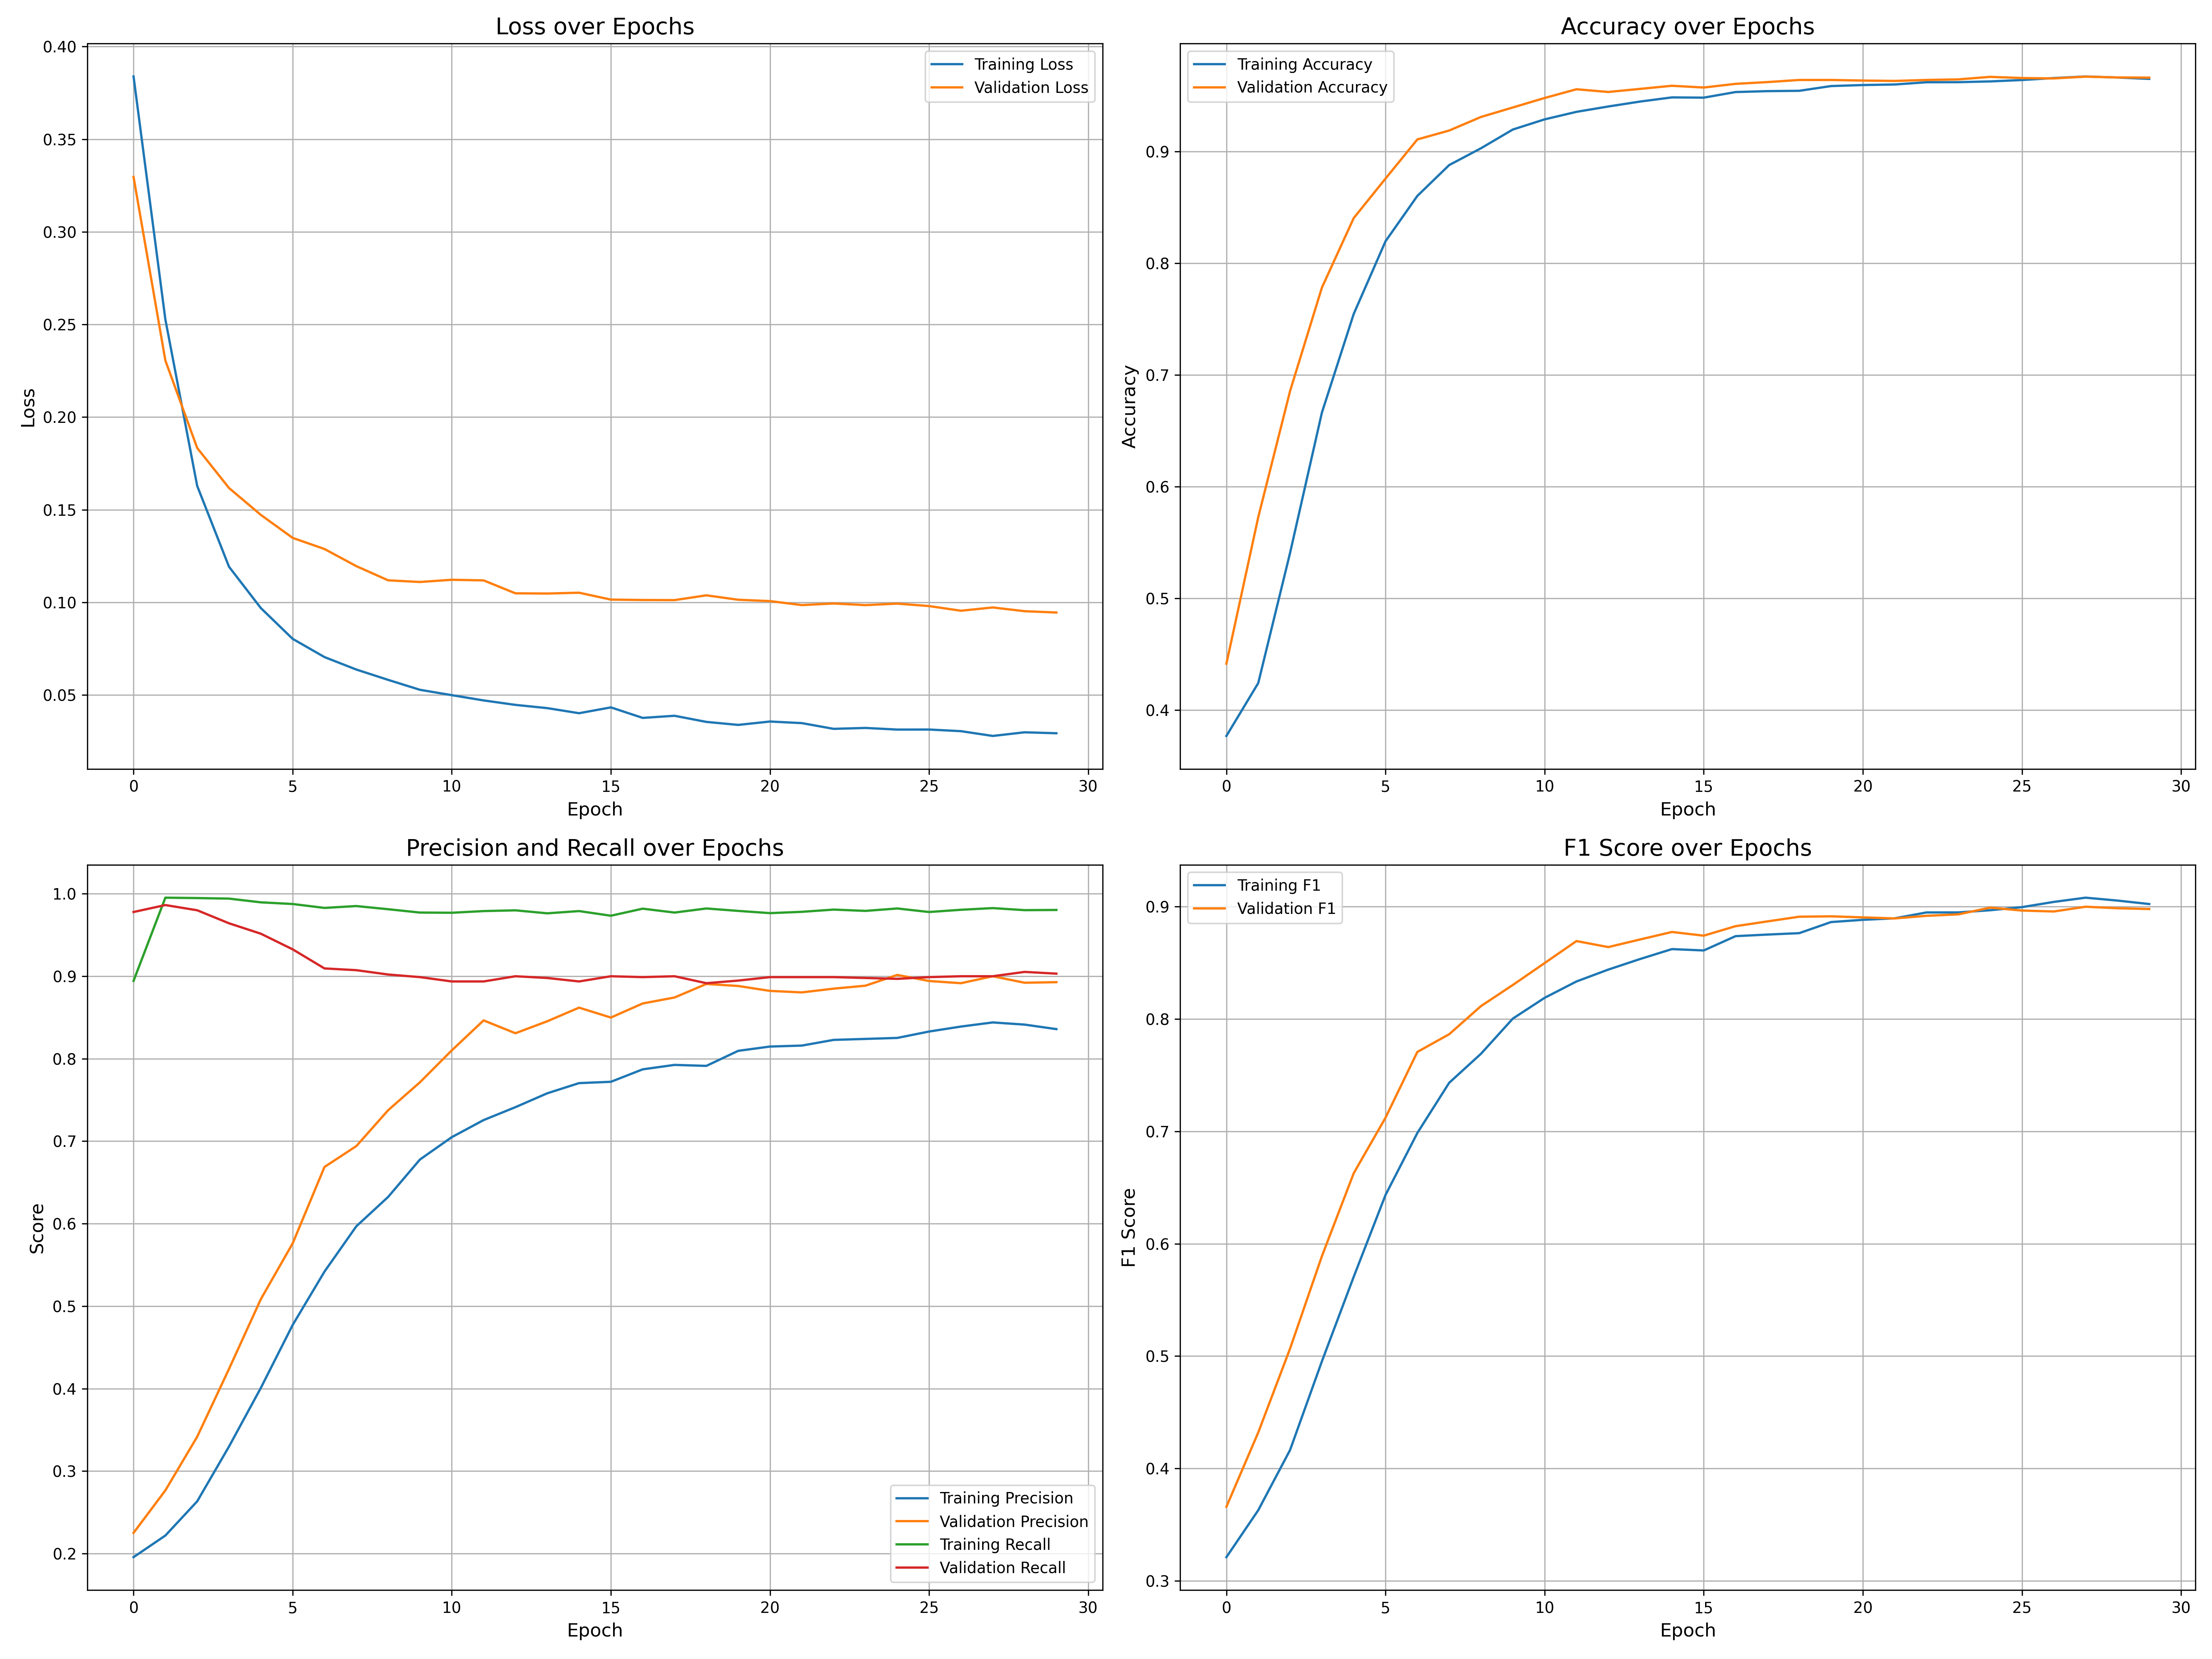 Loss over Epochs
Training Loss
Validation Loss
0.40
0.35
0.30
0.25
0.20
0.15
0.10
0.05
Loss
0 5 10 15 20 25 30
Epoch
Accuracy over Epochs
Training Accuracy
Validation Accuracy
0.9
0.8
0.7
0.6
0.5
0.4
Accuracy
0 5 10 15 20 25 30
Epoch
Precision and Recall over Epochs
1.0
0.9
0.8
0.7
0.6
0.5
0.4
0.3
0.2
Score
Training Precision
Validation Precision
Training Recall
Validation Recall
0 5 10 15 20 25 30
Epoch
F1 Score over Epochs
Training F1
Validation F1
0.9
0.8
0.7
0.6
0.5
0.4
0.3
F1 Score
0 5 10 15 20 25 30
Epoch